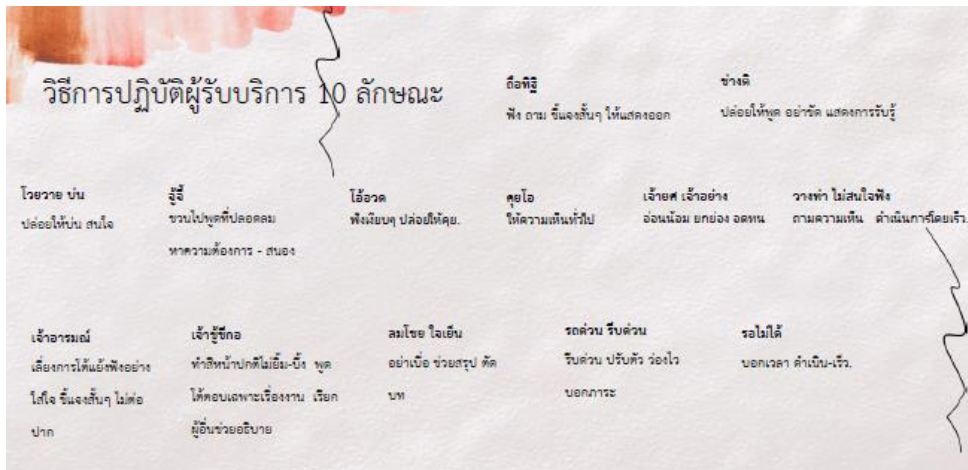 วิธีการปฏิบัติผู้รับบริการ 10 ลักษณะ
ถือทิฐิ
ฟัง ถาม ชี้แจงสั้นๆ ให้แสดงออก
ช่างติ
ปล่อยให้พูด อย่าขัด แสดงการรับรู้
โวยวาย บ่น
ปล่อยให้บ่น สนใจ
จู้จี้
ชวนไปพูดที่ปลอดลม
หาความต้องการ - สนอง
โอ้อวด
ฟังเงียบๆ ปล่อยให้คุย.
คุยโอ
ให้ความเห็นทั่วไป
เจ้ายศ เจ้าอย่าง
อ่อนน้อม ยกย่อง อดทน
วางท่า ไม่สนใจฟัง
ถามความเห็น ดำเนินการโดยเร็ว.
เจ้าอารมณ์
เลี่ยงการโต้แย้งฟังอย่าง
ใส่ใจ ชี้แจงสั้นๆ ไม่ต่อ
ปาก
เจ้าชู้ขีกอ
ทำสีหน้าปกติไม่ยิ้ม-บึ้ง พูด
โต้ตอบเฉพาะเรื่องงาน เรียก
ผู้อื่นช่วยอธิบาย
ลมโชย ใจเย็น
อย่าเบื่อ ช่วยสรุป ตัด
บท
รถด่วน รีบด่วน
รีบด่วน ปรับตัว ว่องไว
บอกภาระ
รอไม่ได้
บอกเวลา ดำเนิน-เร็ว.